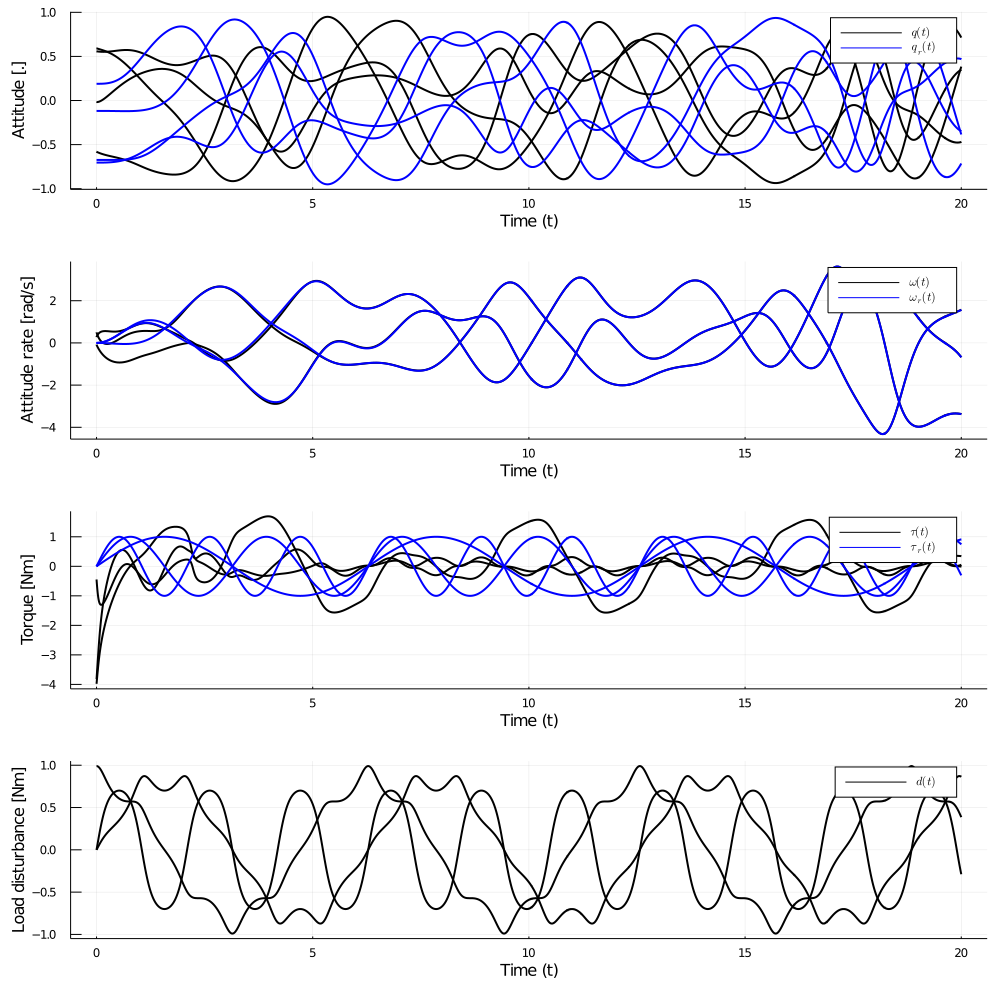 Attitude [.]
1.0
0.5
0.0
−0.5
−1.0
q(t)
q_r(t)
0 5 10 15 20
Time (t)
Attitude rate [rad/s]
2
0
−2
−4
ω(t)
ω_r(t)
0 5 10 15 20
Time (t)
Torque [Nm]
1
0
−1
−2
−3
−4
τ(t)
τ_r(t)
0 5 10 15 20
Time (t)
Load disturbance [Nm]
1.0
0.5
0.0
−0.5
−1.0
d(t)
0 5 10 15 20
Time (t)